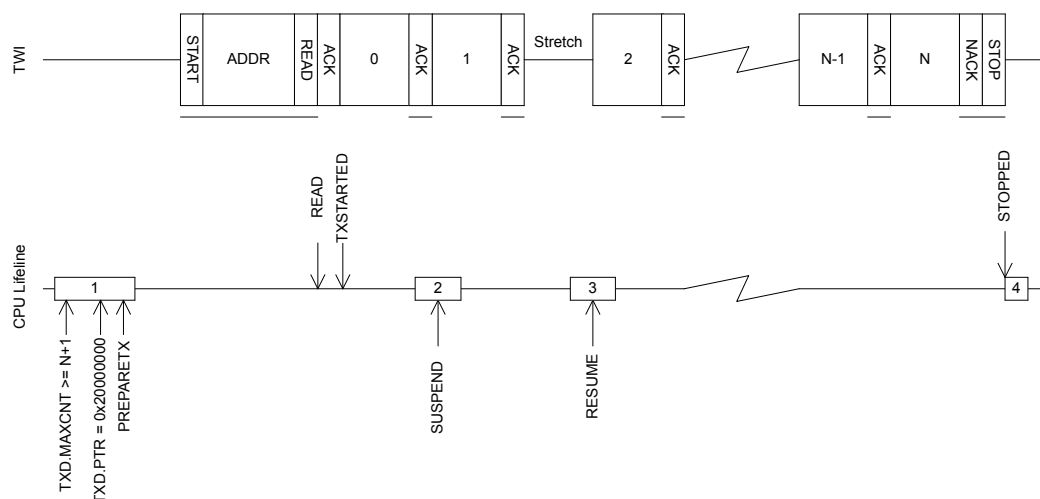 TWI
START
ADDR
READ
ACK
0
ACK
1
ACK
Stretch
2
ACK
N-1
ACK
N
NACK
STOP
CPU Lifeline
READ
TXSTARTED
STOPPED
1
2
3
4
TXD.MAXCNT >= N+1
TXD.PTR = 0x20000000
PREPARETX
SUSPEND
RESUME